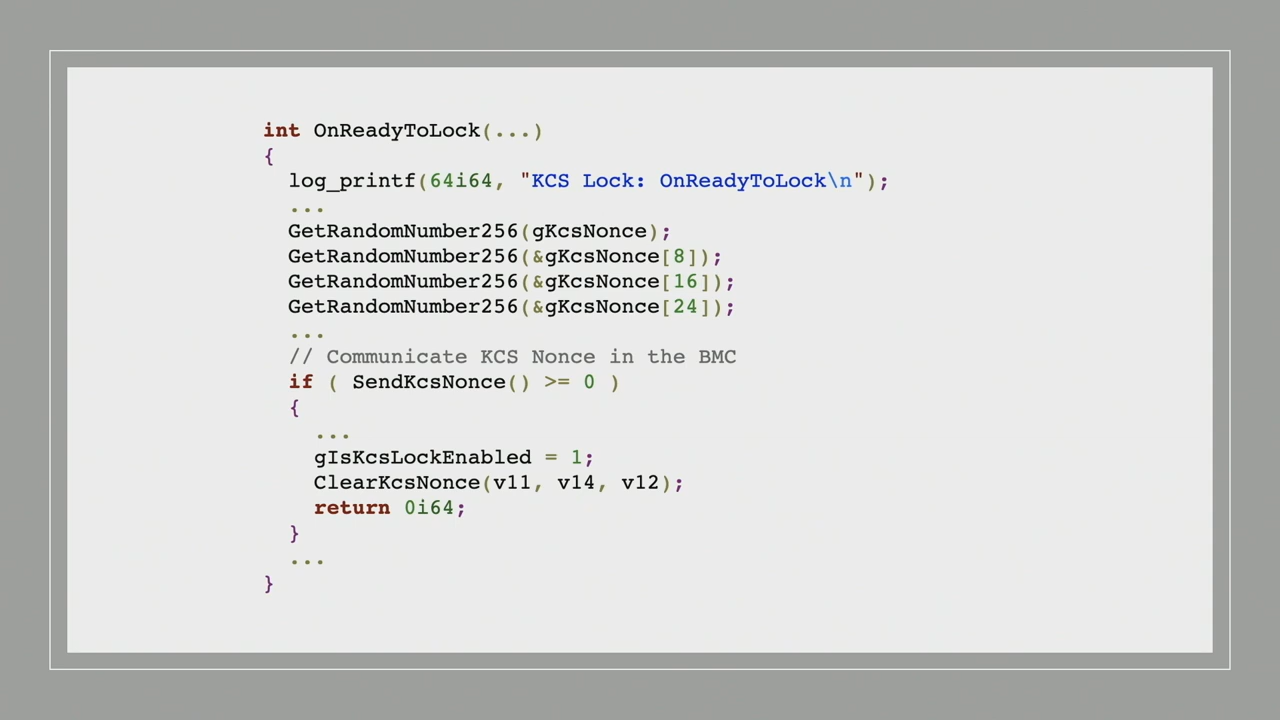 int OnReadyToLock(...)
{
log_printf(64i64, "KCS Lock: OnReadyToLock\n");
...
GetRandomNumber256(gKcsNonce);
GetRandomNumber256(&gKcsNonce[8]);
GetRandomNumber256(&gKcsNonce[16]);
GetRandomNumber256(&gKcsNonce[24]);
...
// Communicate KCS Nonce in the BMC
if ( SendKcsNonce() >= 0 )
{
...
gIsKcsLockEnabled = 1;
ClearKcsNonce(v11, v14, v12);
return 0i64;
}
...
}